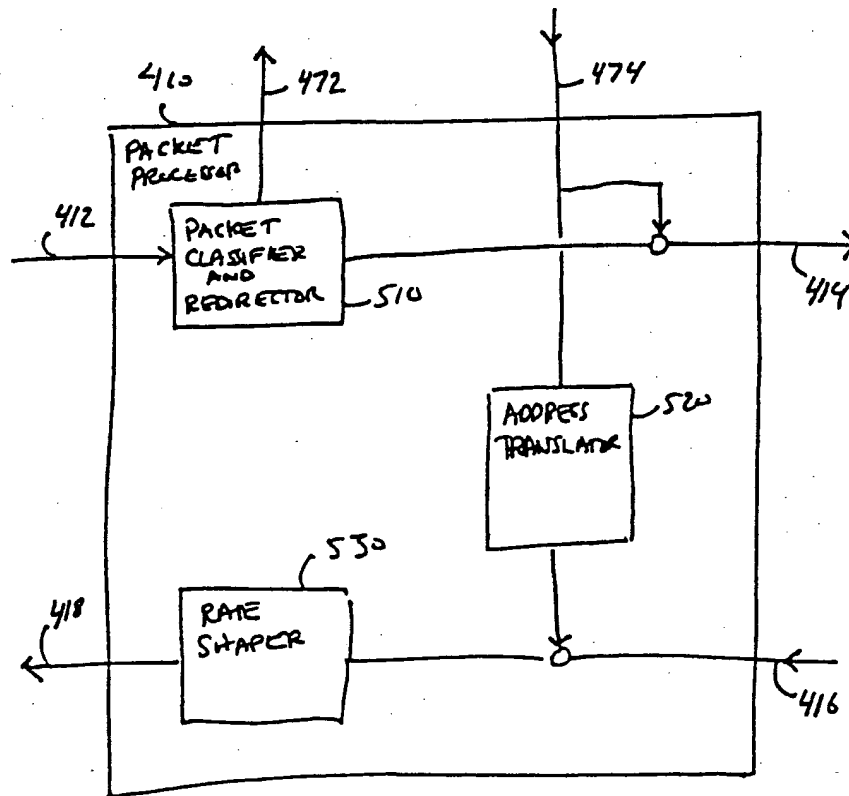 410
472
474
PACKET
PROCESSOR
412
PACKET
CLASSIFIER
AND
REDIRECTOR
510
414
ADDRESS
TRANSLATOR
520
530
418
RATE
SHAPER
416